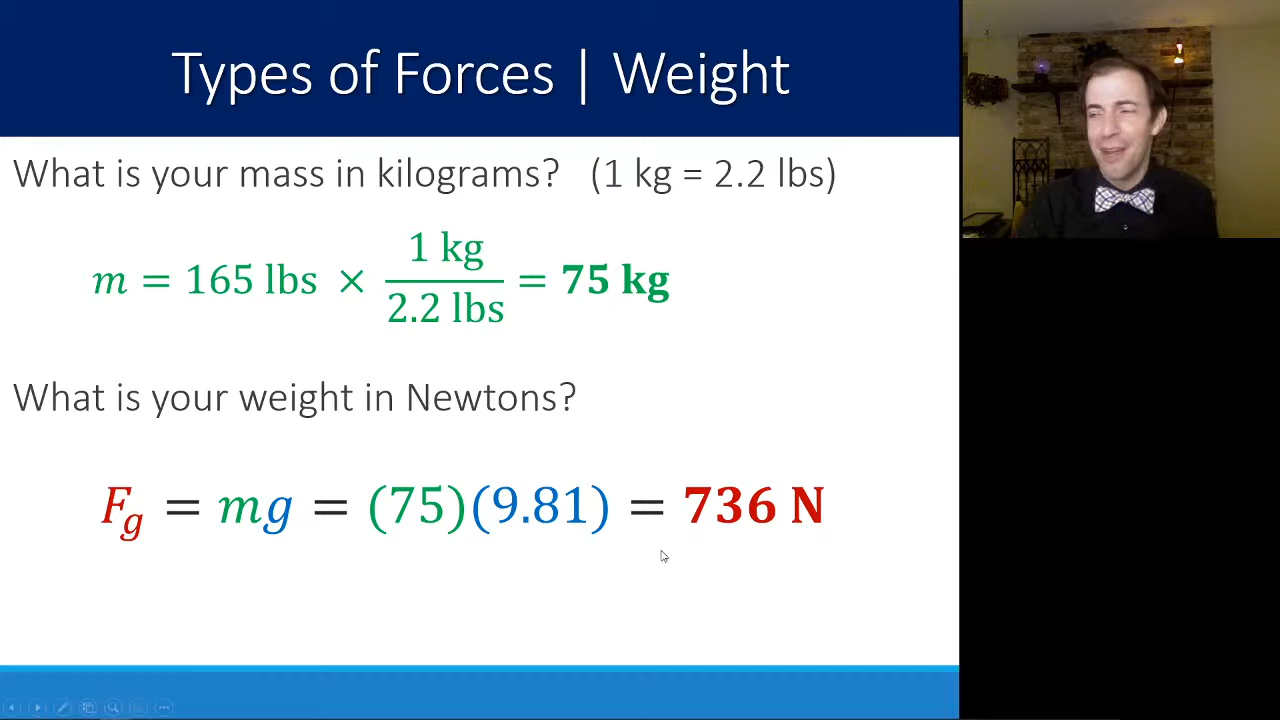 Types of Forces | Weight
What is your mass in kilograms? (1 kg = 2.2 lbs)
m = 165 lbs × 1 kg / 2.2 lbs = 75 kg
What is your weight in Newtons?
F_g = mg = (75)(9.81) = 736 N